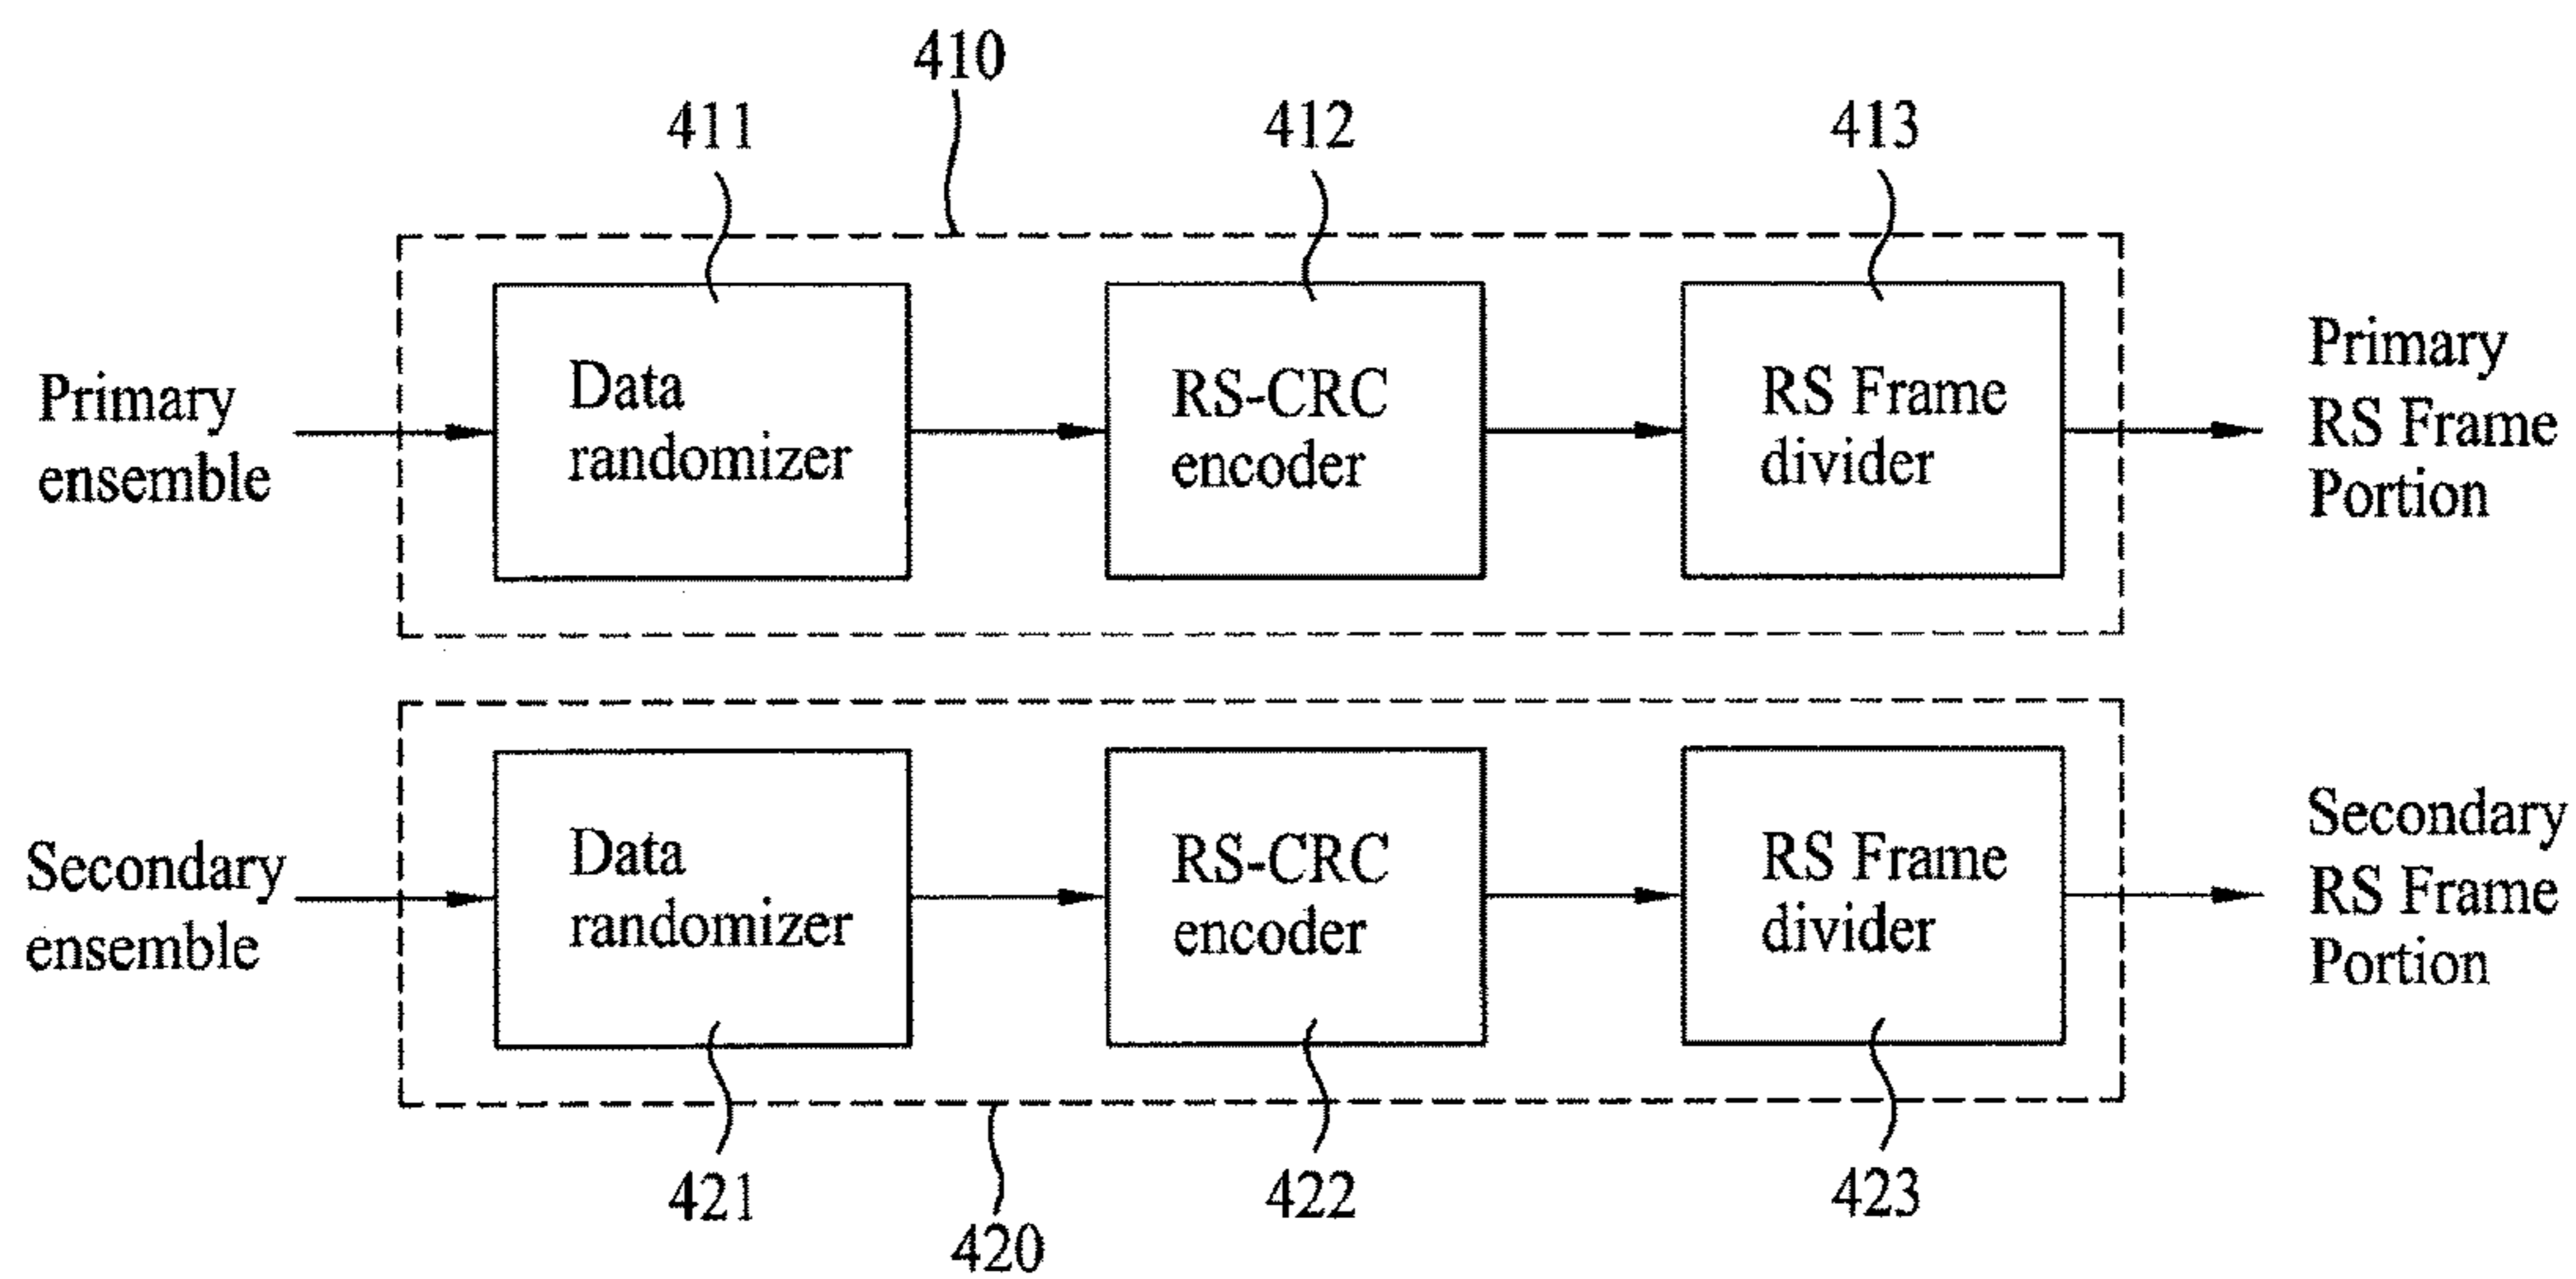 410
411
412
413
Primary
ensemble
Data
randomizer
RS-CRC
encoder
RS Frame
divider
Primary
RS Frame
Portion
Secondary
ensemble
Data
randomizer
RS-CRC
encoder
RS Frame
divider
Secondary
RS Frame
Portion
421
422
423
420